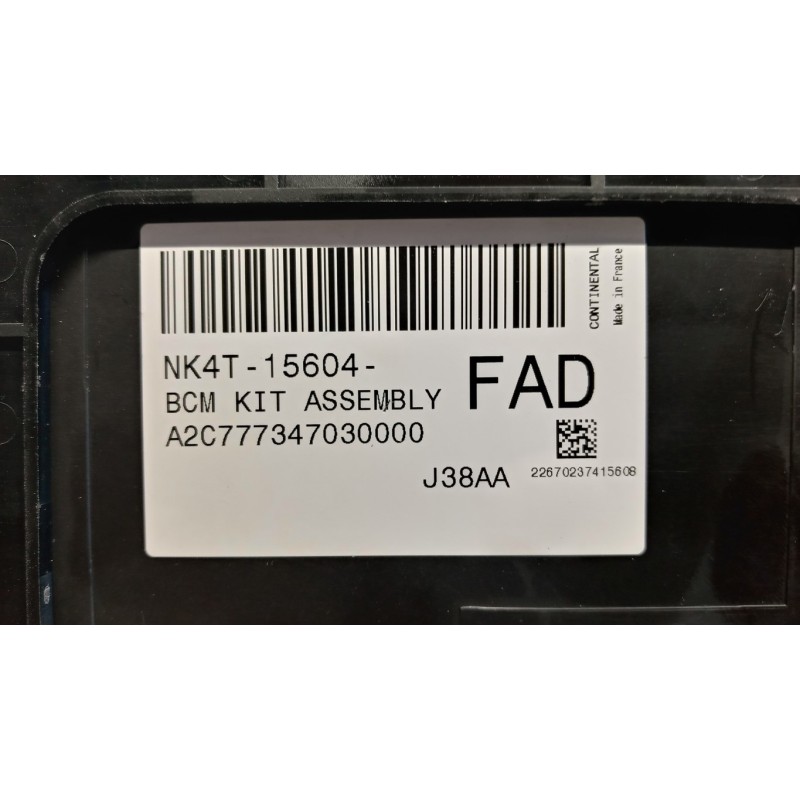 CONTINENTAL
Made in France
NK4T-15604-
FAD
BCM KIT ASSEMBLY
A2C777347030000
J38AA
22670237415608